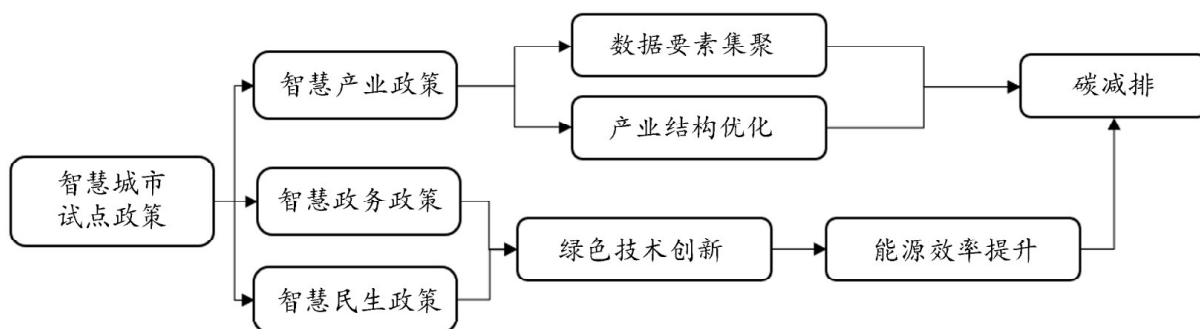 数据要素集聚
智慧产业政策
碳减排
产业结构优化
智慧城市
试点政策
智慧政务政策
绿色技术创新
能源效率提升
智慧民生政策